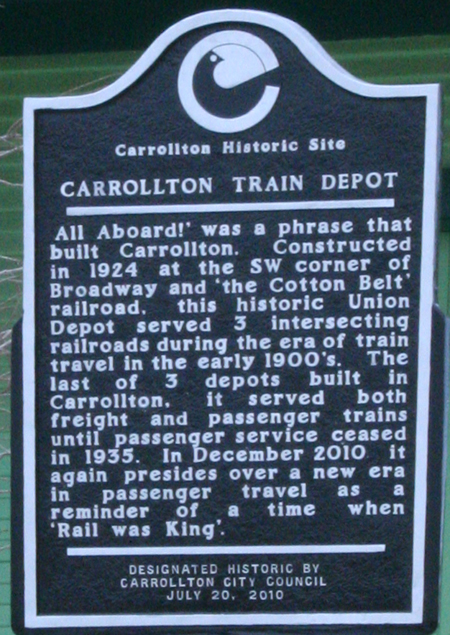 Carrollton Historic Site
CARROLLTON TRAIN DEPOT
All Aboard!' was a phrase that
built Carrollton. Constructed
in 1924 at the SW corner of
Broadway and 'the Cotton Belt'
railroad, this historic Union
Depot served 3 intersecting
railroads during the era of train
travel in the early 1900's. The
last of 3 depots built in
Carrollton, it served both
freight and passenger trains
until passenger service ceased
in 1935. In December 2010 it
again presides over a new era
in passenger travel as a
reminder of a time when
'Rail was King'.
DESIGNATED HISTORIC BY
CARROLLTON CITY COUNCIL
JULY 20, 2010